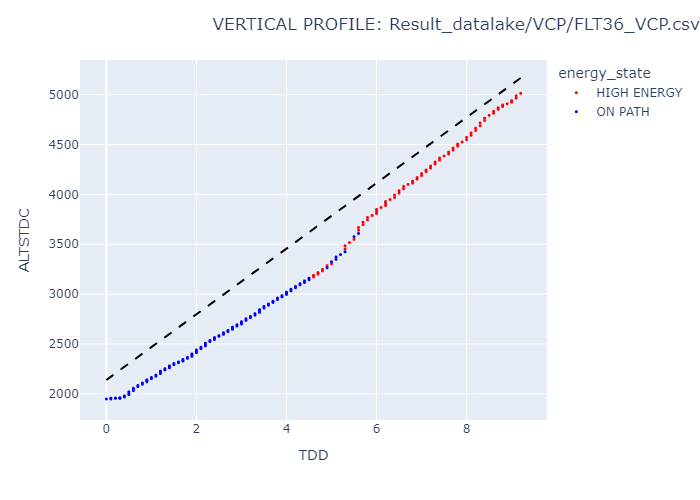 VERTICAL PROFILE: Result_datalake/VCP/FLT36_VCP.csv
energy_state
HIGH ENERGY
ON PATH
ALTSTDC
5000
4500
4000
3500
3000
2500
2000
0 2 4 6 8
TDD